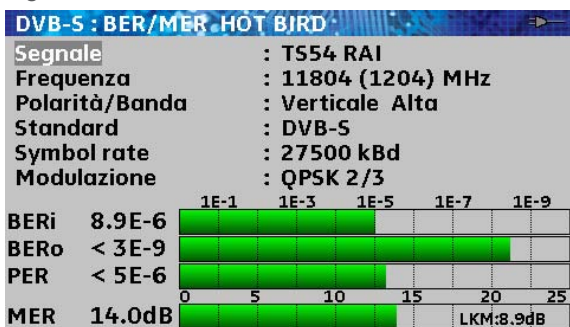 DVB-S : BER/MER HOT BIRD
Segnale : TS54 RAI
Frequenza : 11804 (1204) MHz
Polarità/Banda : Verticale Alta
Standard : DVB-S
Symbol rate : 27500 kBd
Modulazione : QPSK 2/3
1E-1 1E-3 1E-5 1E-7 1E-9
BERi 8.9E-6
BERo < 3E-9
PER < 5E-6
0 5 10 15 20 25
MER 14.0dB LKM:8.9dB